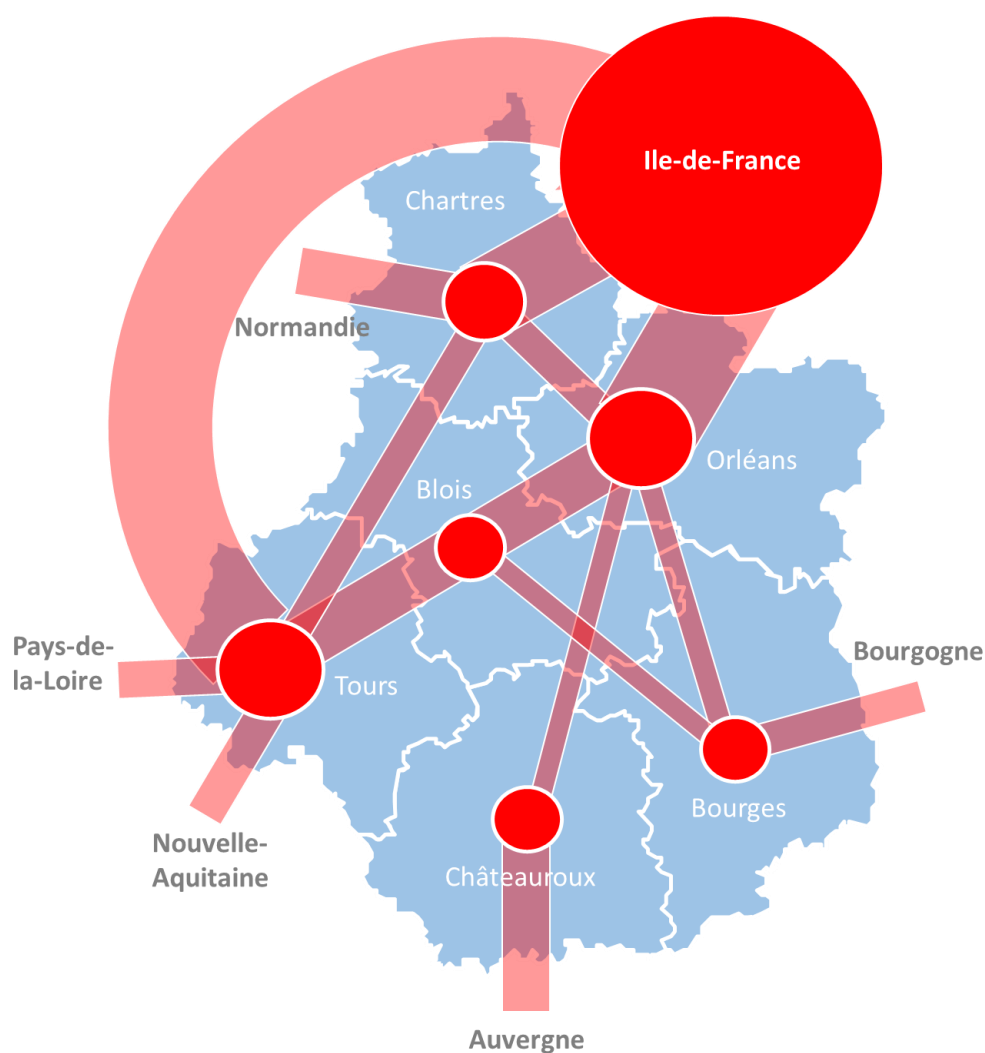 Ile-de-France
Chartres
Normandie
Orléans
Blois
Pays-de-
la-Loire
Tours
Bourgogne
Bourges
Nouvelle-
Aquitaine
Châteauroux
Auvergne